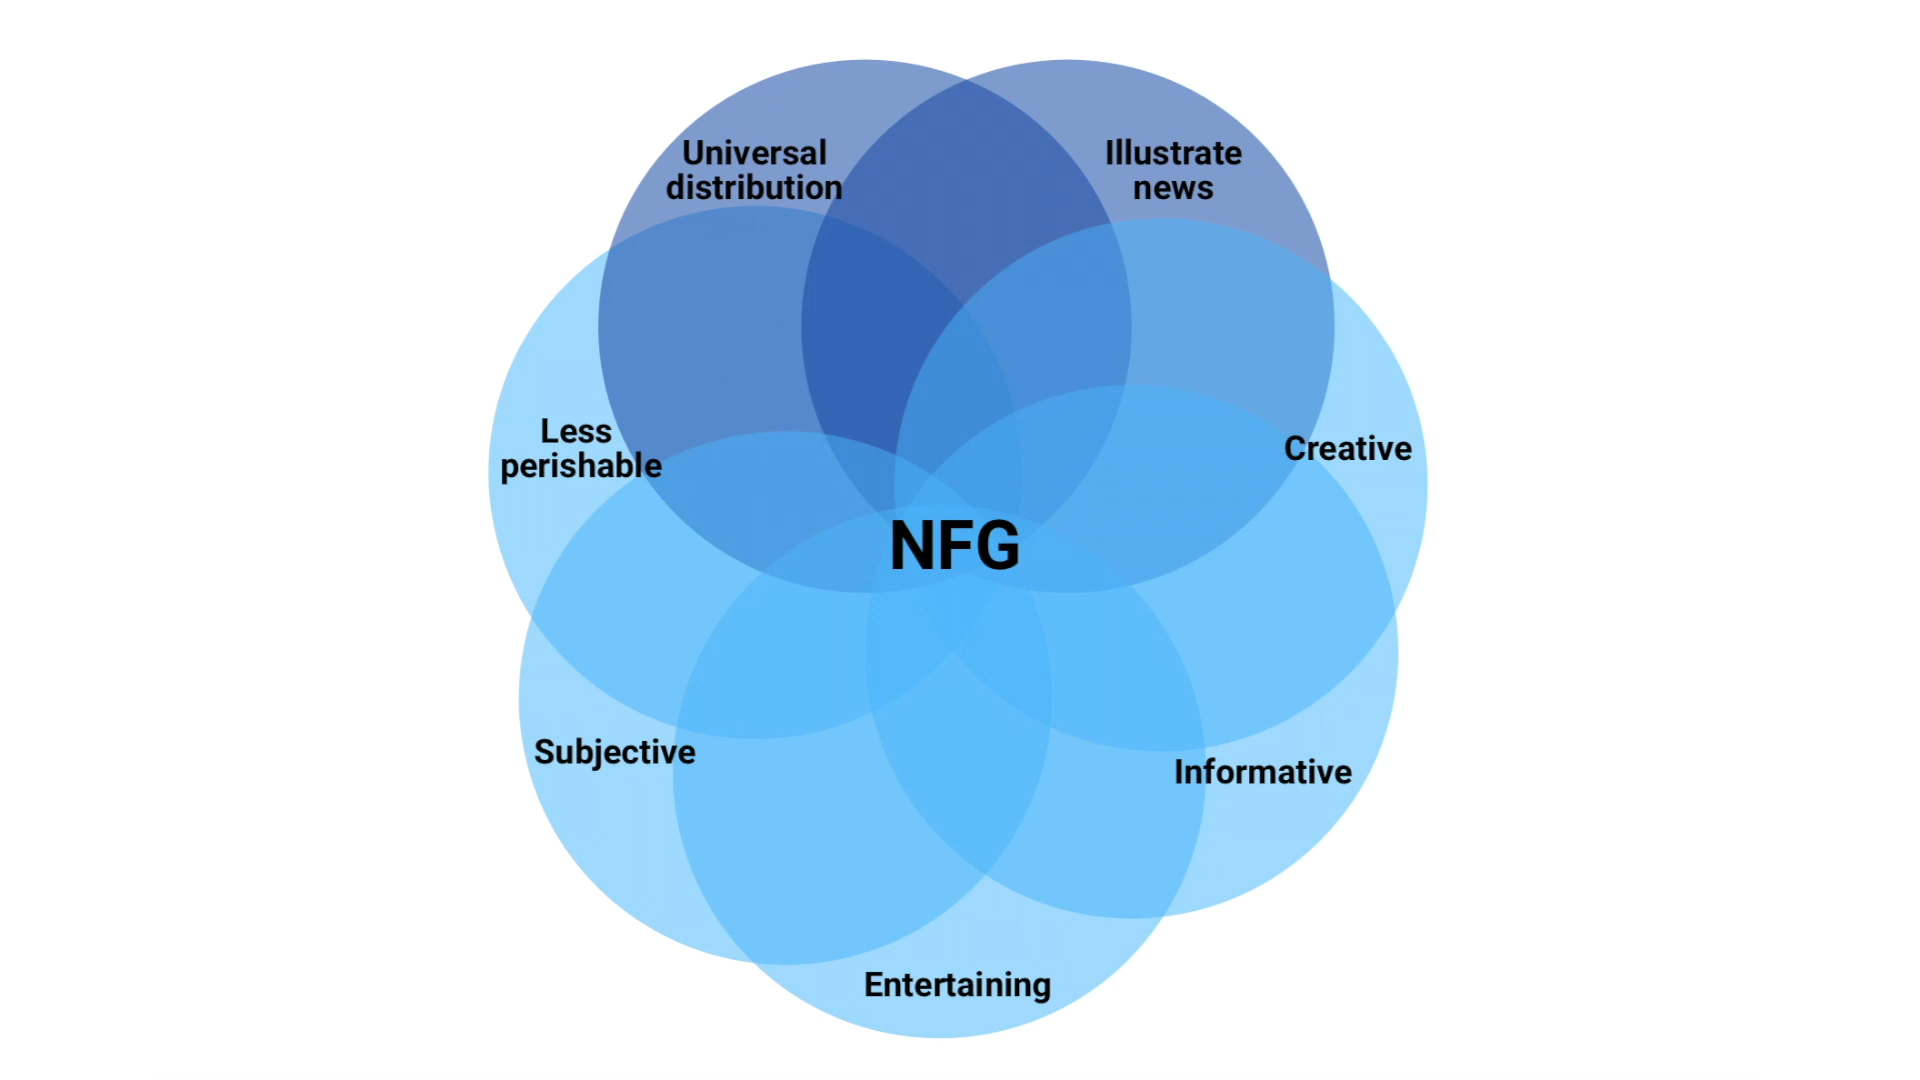 Universal
distribution
Illustrate
news
Less
perishable
Creative
NFG
Subjective
Informative
Entertaining